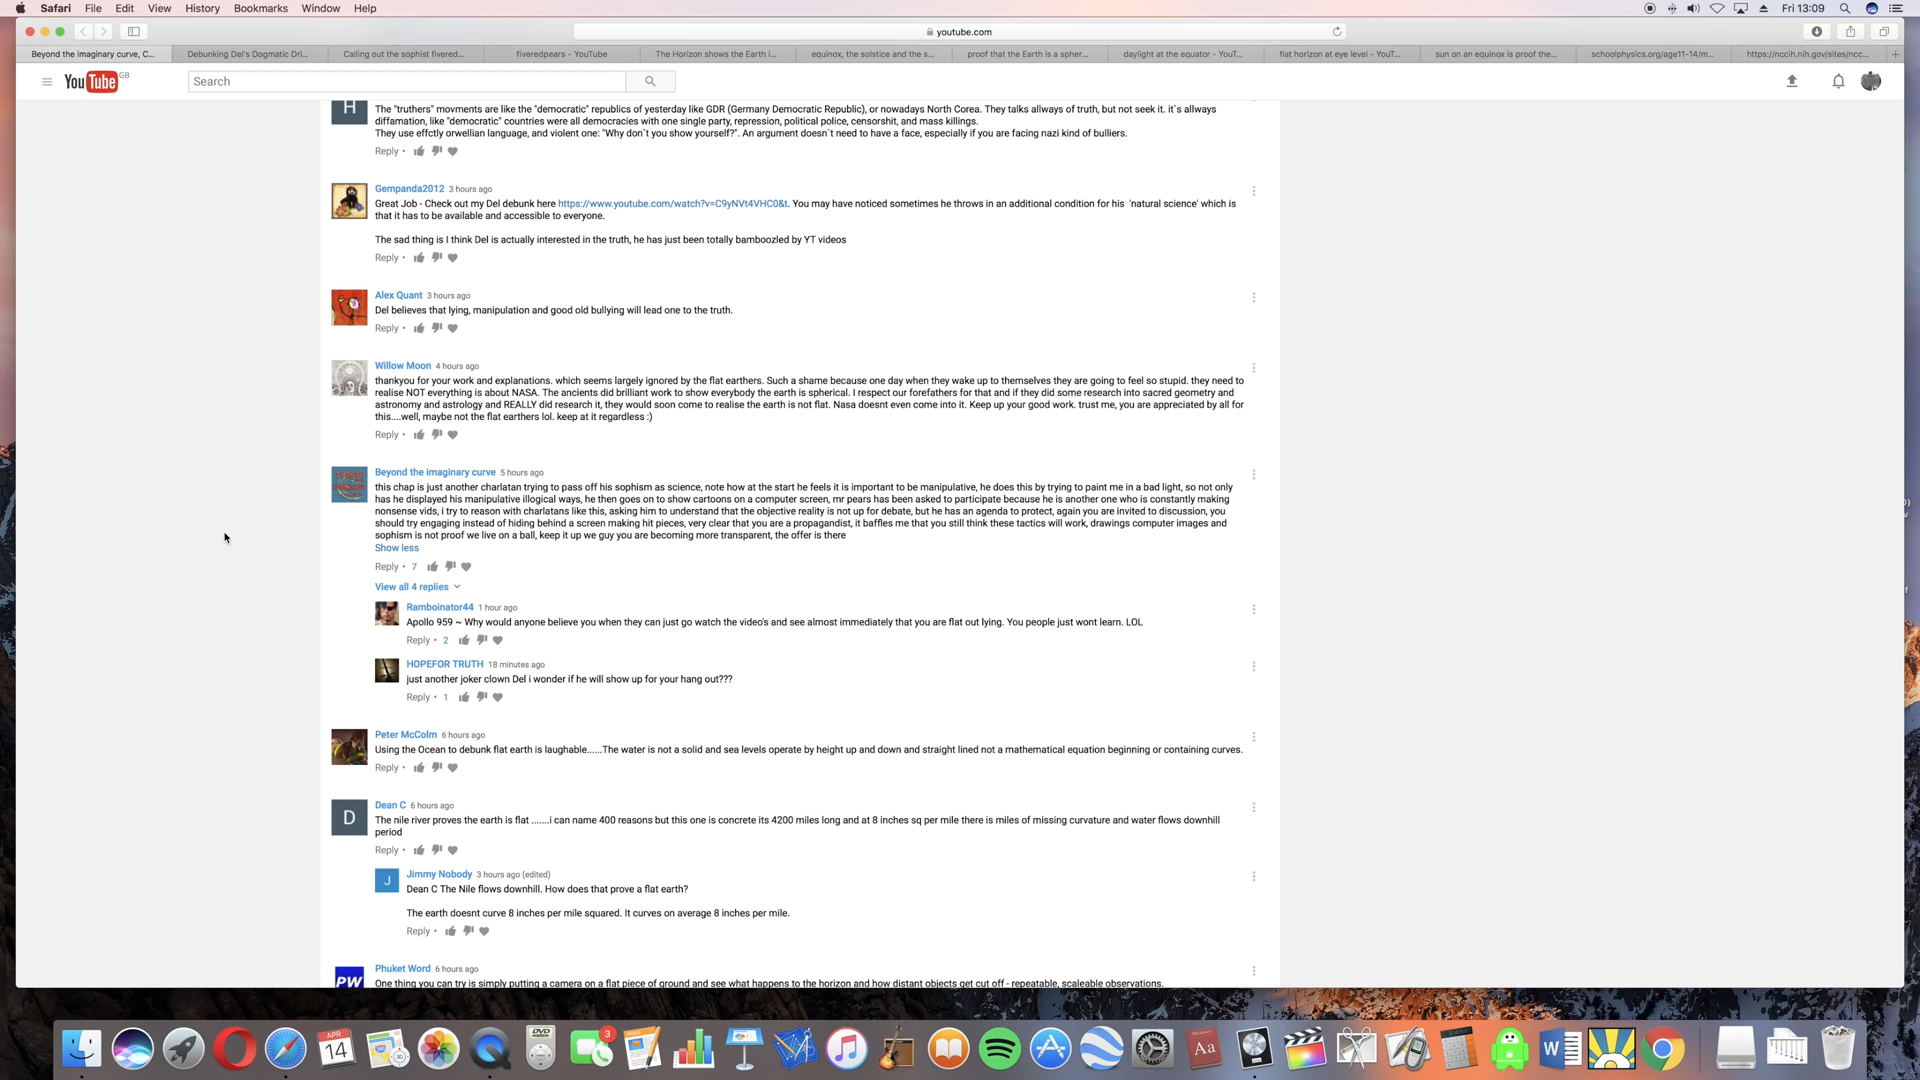 Safari File Edit View History Bookmarks Window Help
Fri 13:09
youtube.com
Beyond the imaginary curve, C...
Debunking Del's Dogmatic Dri...
Calling out the sophist fivered...
fiveredpears - YouTube
The Horizon shows the Earth i...
equinox, the solstice and the s...
proof that the Earth is a spher...
daylight at the equator - YouT...
flat horizon at eye level - YouT...
sun on an equinox is proof the...
schoolphysics.org/age11-14/m...
https://nccih.nih.gov/sites/ncc...
YouTube GB
Search
H
The "truthers" movments are like the "democratic" republics of yesterday like GDR (Germany Democratic Republic), or nowadays North Corea. They talks allways of truth, but not seek it. it`s allways
diffamation, like "democratic" countries were all democracies with one single party, repression, political police, censorshit, and mass killings.
They use effctly orwellian language, and violent one: "Why don`t you show yourself?". An argument doesn`t need to have a face, especially if you are facing nazi kind of bulliers.
Reply •
Gempanda2012 3 hours ago
Great Job - Check out my Del debunk here https://www.youtube.com/watch?v=C9yNVt4VHC0&t. You may have noticed sometimes he throws in an additional condition for his 'natural science' which is
that it has to be available and accessible to everyone.
The sad thing is I think Del is actually interested in the truth, he has just been totally bamboozled by YT videos
Reply •
Alex Quant 3 hours ago
Del believes that lying, manipulation and good old bullying will lead one to the truth.
Reply •
Willow Moon 4 hours ago
thankyou for your work and explanations. which seems largely ignored by the flat earthers. Such a shame because one day when they wake up to themselves they are going to feel so stupid. they need to
realise NOT everything is about NASA. The ancients did brilliant work to show everybody the earth is spherical. I respect our forefathers for that and if they did some research into sacred geometry and
astronomy and astrology and REALLY did research it, they would soon come to realise the earth is not flat. Nasa doesnt even come into it. Keep up your good work. trust me, you are appreciated by all for
this....well, maybe not the flat earthers lol. keep at it regardless :)
Reply •
Beyond the imaginary curve 5 hours ago
this chap is just another charlatan trying to pass off his sophism as science, note how at the start he feels it is important to be manipulative, he does this by trying to paint me in a bad light, so not only
has he displayed his manipulative illogical ways, he then goes on to show cartoons on a computer screen, mr pears has been asked to participate because he is another one who is constantly making
nonsense vids, i try to reason with charlatans like this, asking him to understand that the objective reality is not up for debate, but he has an agenda to protect, again you are invited to discussion, you
should try engaging instead of hiding behind a screen making hit pieces, very clear that you are a propagandist, it baffles me that you still think these tactics will work, drawings computer images and
sophism is not proof we live on a ball, keep it up we guy you are becoming more transparent, the offer is there
Show less
Reply • 7
View all 4 replies
Ramboinator44 1 hour ago
Apollo 959 ~ Why would anyone believe you when they can just go watch the video's and see almost immediately that you are flat out lying. You people just wont learn. LOL
Reply • 2
HOPEFOR TRUTH 18 minutes ago
just another joker clown Del i wonder if he will show up for your hang out???
Reply • 1
Peter McColm 6 hours ago
Using the Ocean to debunk flat earth is laughable......The water is not a solid and sea levels operate by height up and down and straight lined not a mathematical equation beginning or containing curves.
Reply •
D
Dean C 6 hours ago
The nile river proves the earth is flat .......i can name 400 reasons but this one is concrete its 4200 miles long and at 8 inches sq per mile there is miles of missing curvature and water flows downhill
period
Reply •
J
Jimmy Nobody 3 hours ago (edited)
Dean C The Nile flows downhill. How does that prove a flat earth?
The earth doesnt curve 8 inches per mile squared. It curves on average 8 inches per mile.
Reply •
PW
Phuket Word 6 hours ago
One thing you can try is simply putting a camera on a flat piece of ground and see what happens to the horizon and how distant objects get cut off - repeatable, scaleable observations.
APR
14
30
DVD
3
Aa
W